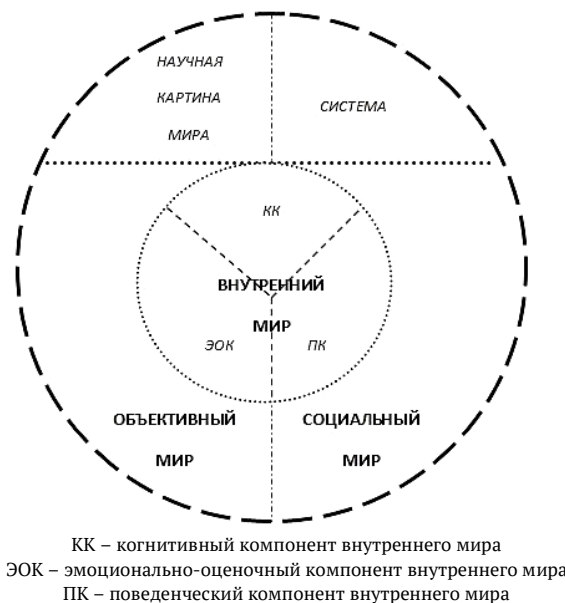 НАУЧНАЯ
КАРТИНА
МИРА
СИСТЕМА
КК
ВНУТРЕННИЙ
МИР
ЭОК
ПК
ОБЪЕКТИВНЫЙ
МИР
СОЦИАЛЬНЫЙ
МИР
КК – когнитивный компонент внутреннего мира
ЭОК – эмоционально-оценочный компонент внутреннего мира
ПК – поведенческий компонент внутреннего мира